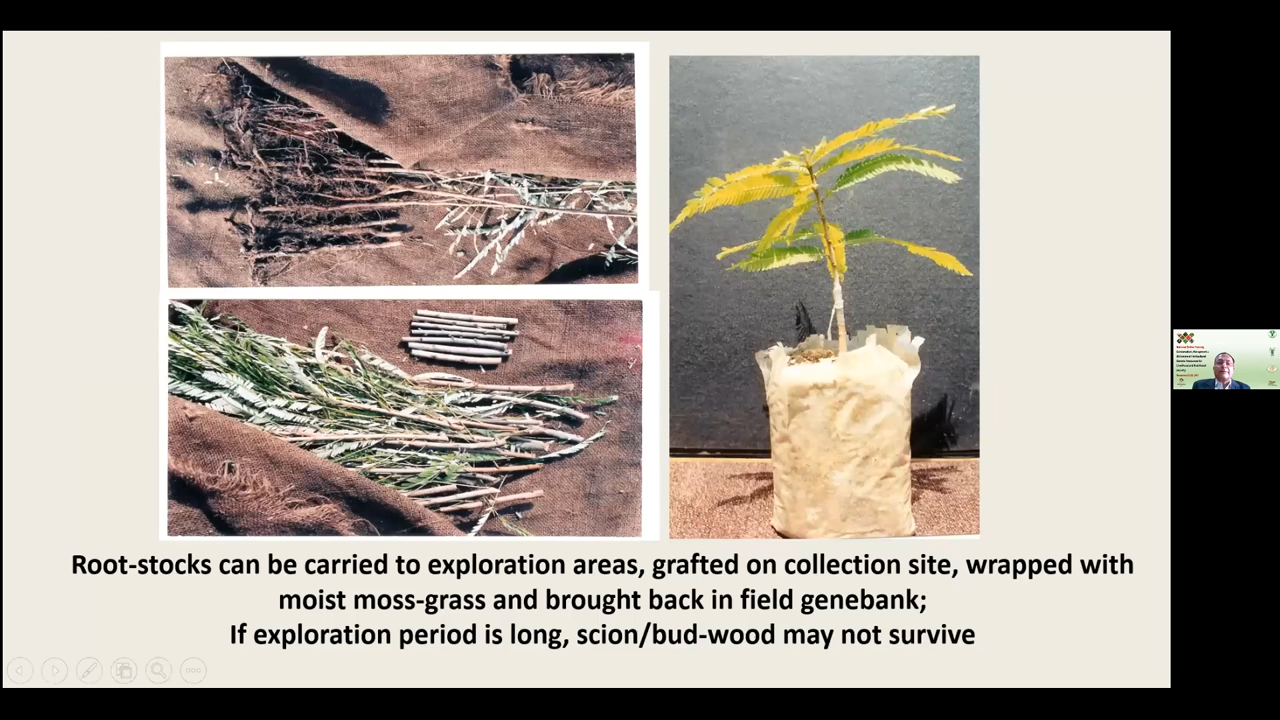 Root-stocks can be carried to exploration areas, grafted on collection site, wrapped with
moist moss-grass and brought back in field genebank;
If exploration period is long, scion/bud-wood may not survive